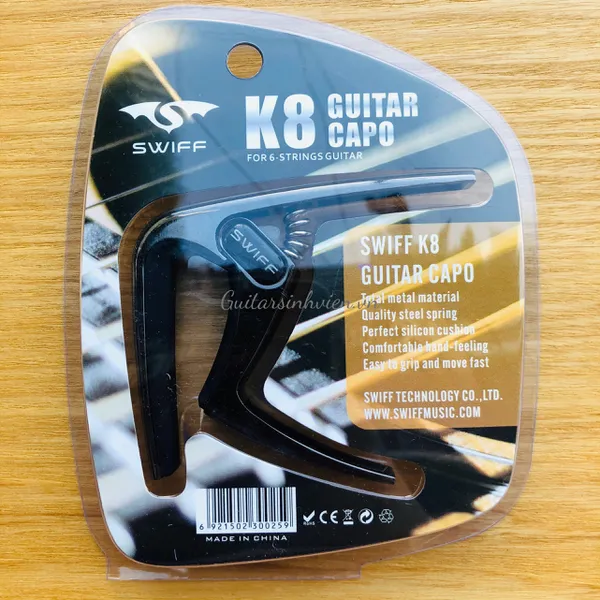 SWIFF
K8 GUITAR CAPO
FOR 6-STRINGS GUITAR
SWIFF
SWIFF K8
GUITAR CAPO
Total metal material
Quality steel spring
Perfect silicon cushion
Comfortable hand-feeling
Easy to grip and move fast
SWIFF TECHNOLOGY CO.,LTD.
WWW.SWIFFMUSIC.COM
6 921502 300259
MADE IN CHINA
RoHS CE